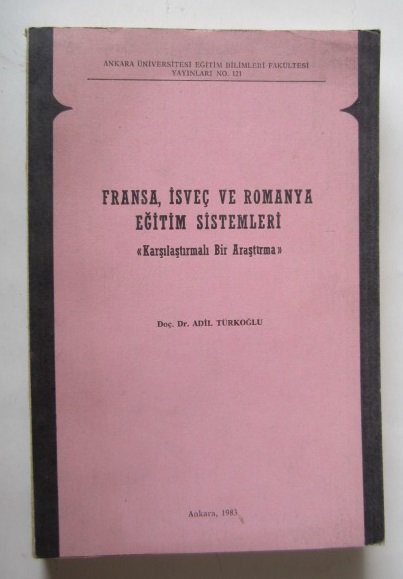 ANKARA ÜNİVERSİTESİ EĞİTİM BİLİMLERİ FAKÜLTESİ
YAYINLARI NO. 121
FRANSA, İSVEÇ VE ROMANYA
EĞİTİM SİSTEMLERİ
«Karşılaştırmalı Bir Araştırma»
Doç. Dr. ADİL TÜRKOĞLU
Ankara, 1983